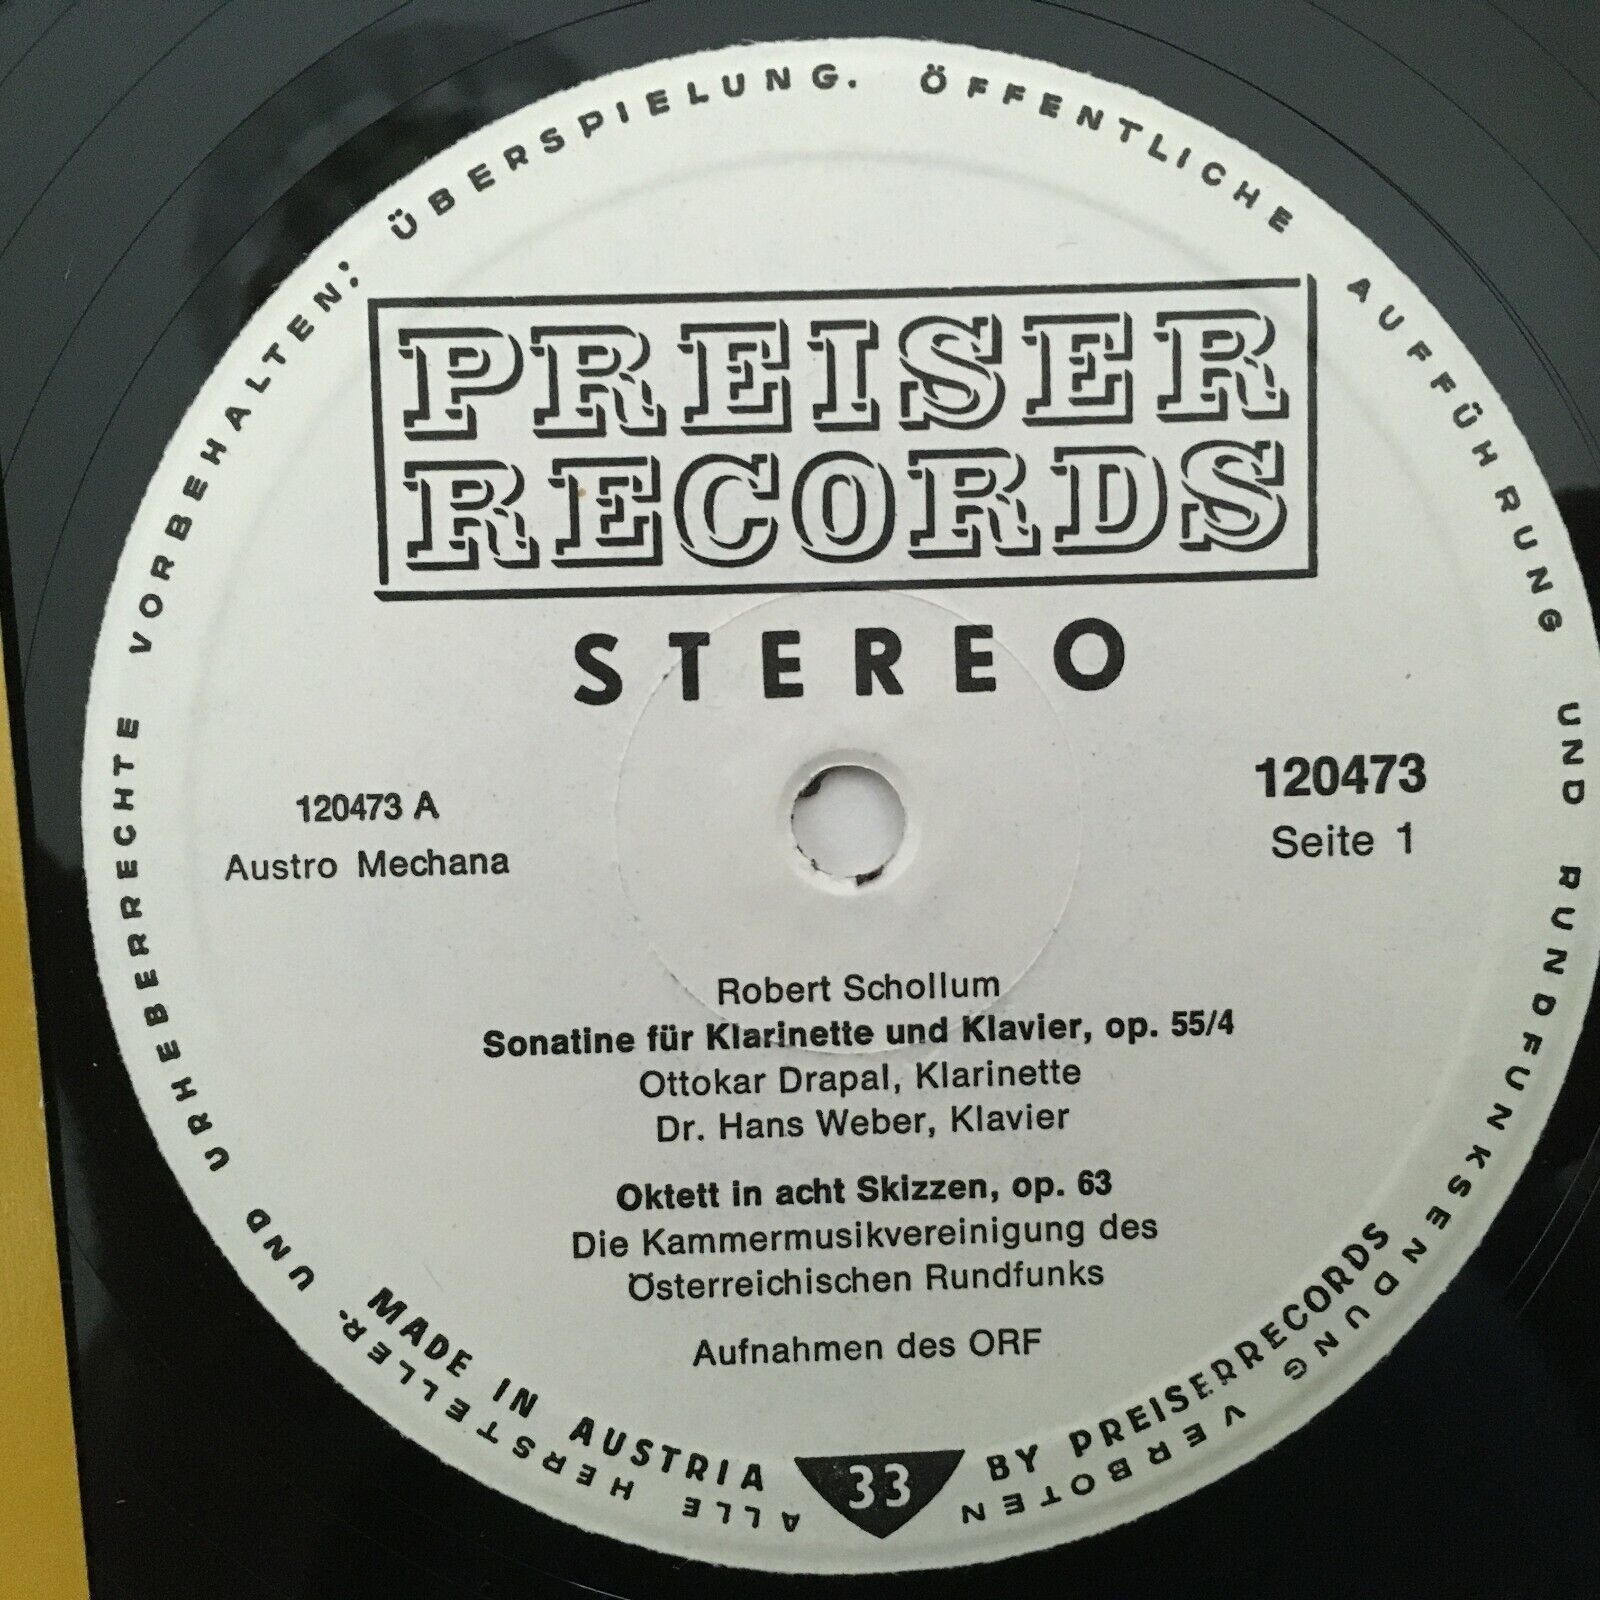 ALLE HERSTELLER- UND URHEBERRECHTE VORBEHALTEN: ÜBERSPIELUNG. ÖFFENTLICHE AUFFÜHRUNG UND RUNDFUNKSENDUNG VERBOTEN
PREISER
RECORDS
STEREO
120473 A
Austro Mechana
120473
Seite 1
Robert Schollum
Sonatine für Klarinette und Klavier, op. 55/4
Ottokar Drapal, Klarinette
Dr. Hans Weber, Klavier
Oktett in acht Skizzen, op. 63
Die Kammermusikvereinigung des
Österreichischen Rundfunks
Aufnahmen des ORF
MADE IN AUSTRIA 33 BY PREISERRECORDS